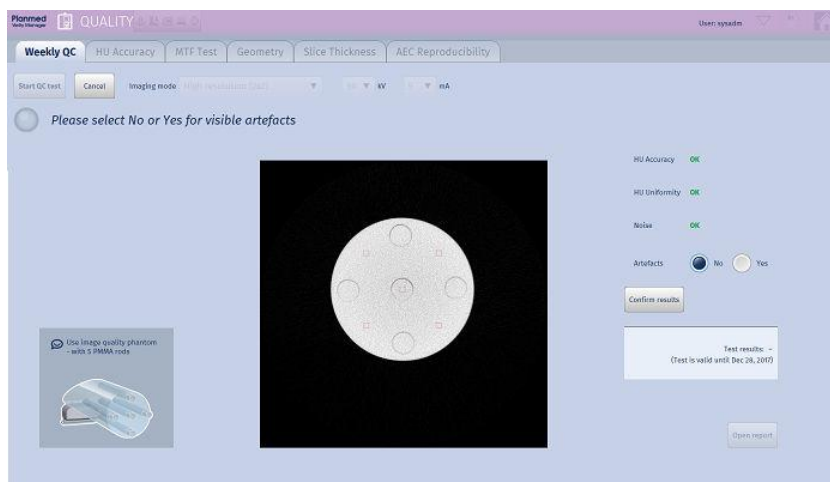 Planmed
Verity Manager
QUALITY
User: sysadm
Weekly QC
HU Accuracy
MTF Test
Geometry
Slice Thickness
AEC Reproducibility
Start QC test
Cancel
Imaging mode
kV
mA
Please select No or Yes for visible artefacts
HU Accuracy OK
HU Uniformity OK
Noise OK
Artefacts No Yes
Confirm results
Use image quality phantom
- with 5 PMMA rods
Test results: -
(Test is valid until Dec 28, 2017)
Open report